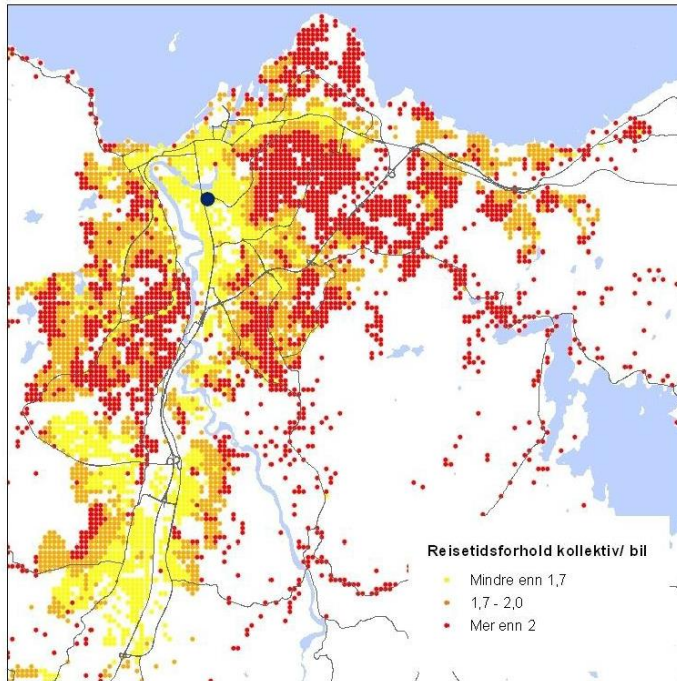 Reisetidsforhold kollektiv/ bil
Mindre enn 1,7
1,7 - 2,0
Mer enn 2